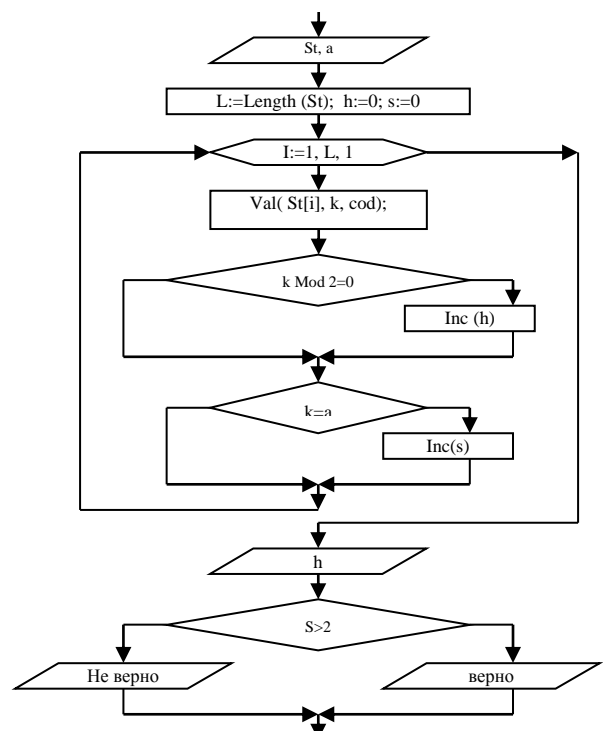 St, a
L:=Length (St); h:=0; s:=0
I:=1, L, 1
Val( St[i], k, cod);
k Mod 2=0
Inc (h)
k=a
Inc(s)
h
S>2
Не верно
верно